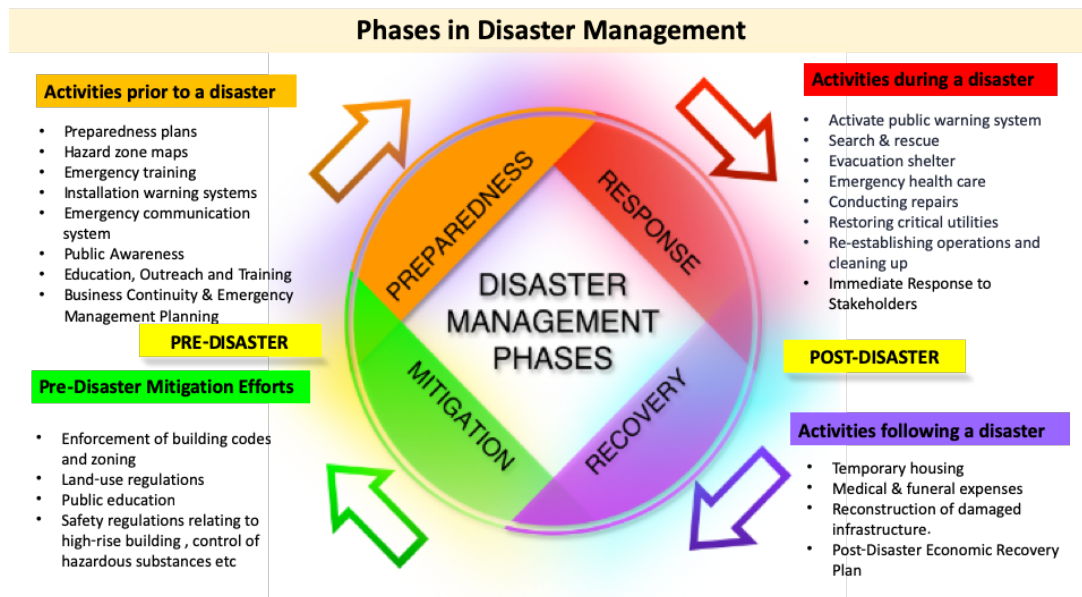 Phases in Disaster Management
Activities prior to a disaster
• Preparedness plans
• Hazard zone maps
• Emergency training
• Installation warning systems
• Emergency communication
system
• Public Awareness
• Education, Outreach and Training
• Business Continuity & Emergency
Management Planning
PRE-DISASTER
Pre-Disaster Mitigation Efforts
• Enforcement of building codes
and zoning
• Land-use regulations
• Public education
• Safety regulations relating to
high-rise building , control of
hazardous substances etc
PREPAREDNESS
RESPONSE
DISASTER
MANAGEMENT
PHASES
MITIGATION
RECOVERY
Activities during a disaster
• Activate public warning system
• Search & rescue
• Evacuation shelter
• Emergency health care
• Conducting repairs
• Restoring critical utilities
• Re-establishing operations and
cleaning up
• Immediate Response to
Stakeholders
POST-DISASTER
Activities following a disaster
• Temporary housing
• Medical & funeral expenses
• Reconstruction of damaged
infrastructure.
• Post-Disaster Economic Recovery
Plan